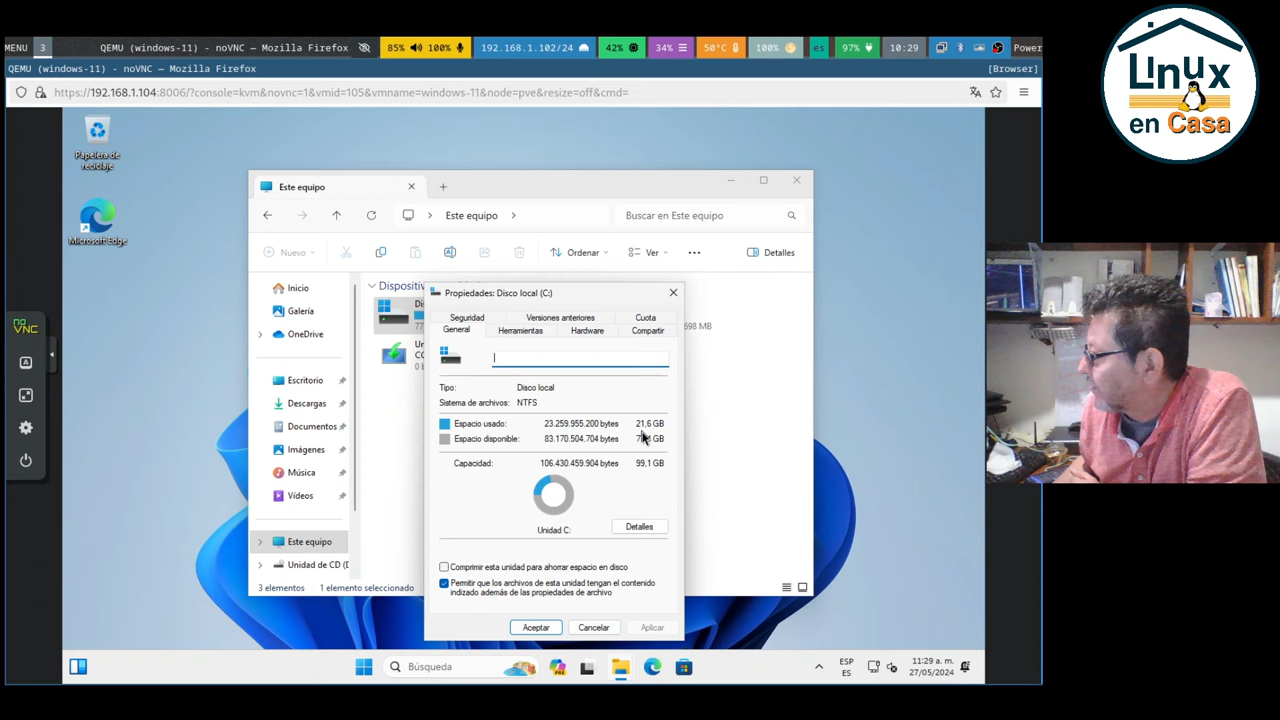 MENU 3 QEMU (windows-11) — noVNC — Mozilla Firefox 85% 100% 192.168.1.102/24 42% 34% 50°C 100% es 97% 10:29 Power
QEMU (windows-11) — noVNC — Mozilla Firefox [Browser]
https://192.168.1.104:8006/?console=kvm&novnc=1&vmid=105&vmname=windows-11&node=pve&resize=off&cmd=
Linux
en Casa
Papelera de
reciclaje
Microsoft Edge
Este equipo
Este equipo
Buscar en Este equipo
Nuevo
Ordenar
Ver
Detalles
Inicio
Galería
OneDrive
Escritorio
Descargas
Documentos
Imágenes
Música
Vídeos
Este equipo
Unidad de CD (
3 elementos 1 elemento seleccionado
698 MB
Propiedades: Disco local (C:)
Seguridad Versiones anteriores Cuota
General Herramientas Hardware Compartir
Tipo: Disco local
Sistema de archivos: NTFS
Espacio usado: 23.259.955.200 bytes 21,6 GB
Espacio disponible: 83.170.504.704 bytes GB
Capacidad: 106.430.459.904 bytes 99,1 GB
Unidad C:
Detalles
Comprimir esta unidad para ahorrar espacio en disco
Permitir que los archivos de esta unidad tengan el contenido
indizado además de las propiedades de archivo
Aceptar Cancelar Aplicar
noVNC
Búsqueda
ESP
ES
11:29 a. m.
27/05/2024